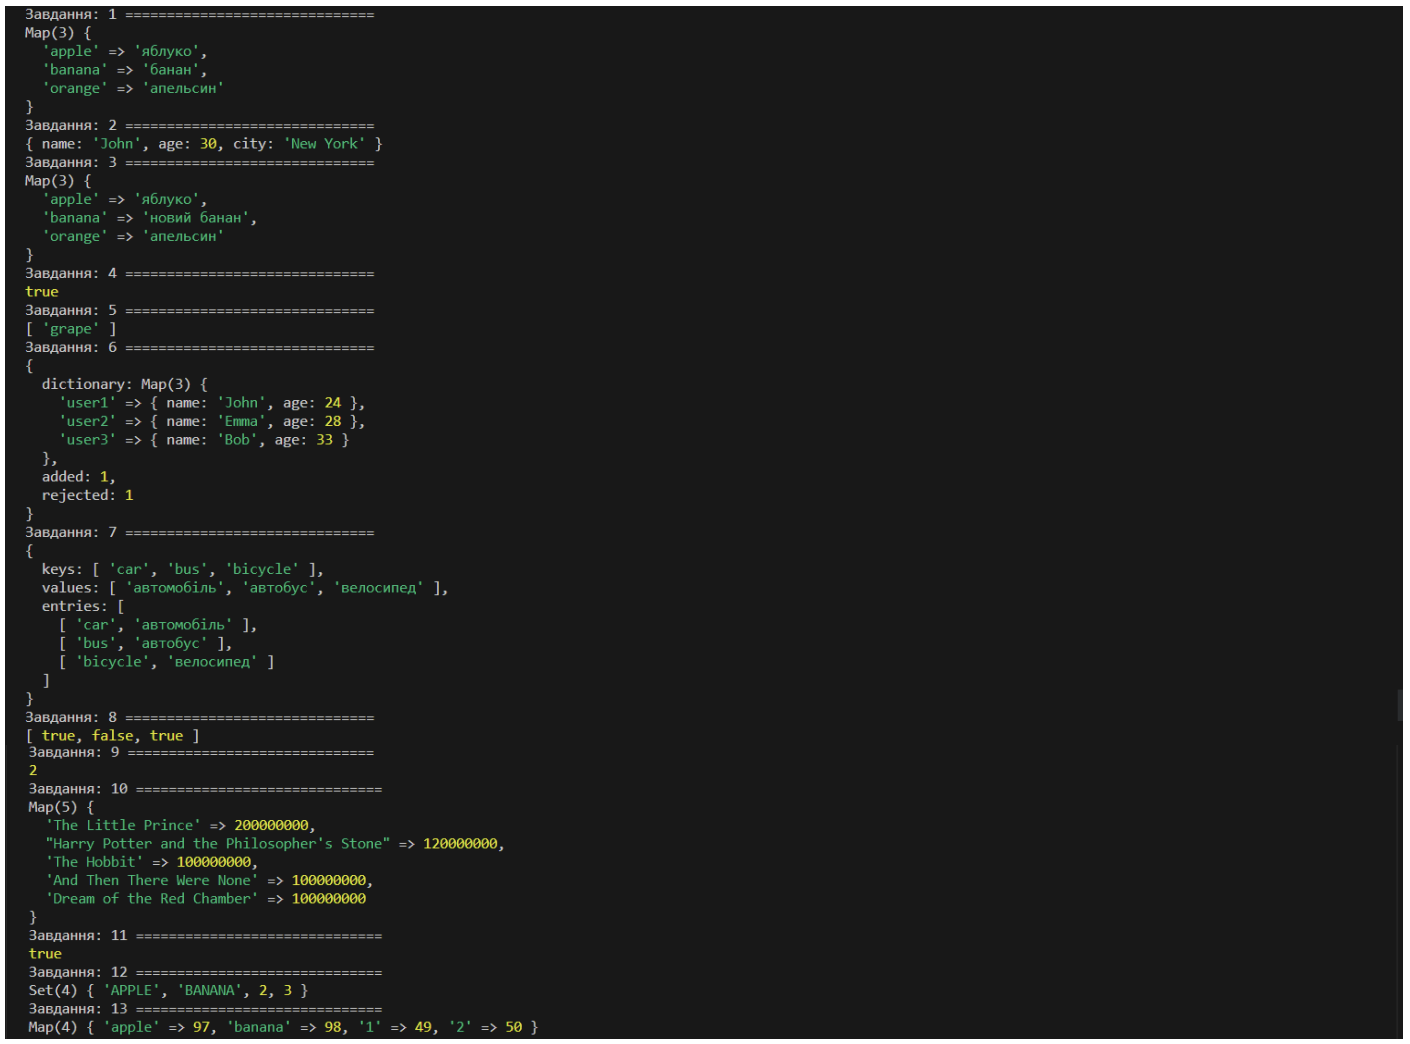 Завдання: 1 ==============================
Map(3) {
  'apple' => 'яблуко',
  'banana' => 'банан',
  'orange' => 'апельсин'
}
Завдання: 2 ==============================
{ name: 'John', age: 30, city: 'New York' }
Завдання: 3 ==============================
Map(3) {
  'apple' => 'яблуко',
  'banana' => 'новий банан',
  'orange' => 'апельсин'
}
Завдання: 4 ==============================
true
Завдання: 5 ==============================
[ 'grape' ]
Завдання: 6 ==============================
{
  dictionary: Map(3) {
    'user1' => { name: 'John', age: 24 },
    'user2' => { name: 'Emma', age: 28 },
    'user3' => { name: 'Bob', age: 33 }
  },
  added: 1,
  rejected: 1
}
Завдання: 7 ==============================
{
  keys: [ 'car', 'bus', 'bicycle' ],
  values: [ 'автомобіль', 'автобус', 'велосипед' ],
  entries: [
    [ 'car', 'автомобіль' ],
    [ 'bus', 'автобус' ],
    [ 'bicycle', 'велосипед' ]
  ]
}
Завдання: 8 ==============================
[ true, false, true ]
Завдання: 9 ==============================
2
Завдання: 10 ==============================
Map(5) {
  'The Little Prince' => 200000000,
  "Harry Potter and the Philosopher's Stone" => 120000000,
  'The Hobbit' => 100000000,
  'And Then There Were None' => 100000000,
  'Dream of the Red Chamber' => 100000000
}
Завдання: 11 ==============================
true
Завдання: 12 ==============================
Set(4) { 'APPLE', 'BANANA', 2, 3 }
Завдання: 13 ==============================
Map(4) { 'apple' => 97, 'banana' => 98, '1' => 49, '2' => 50 }